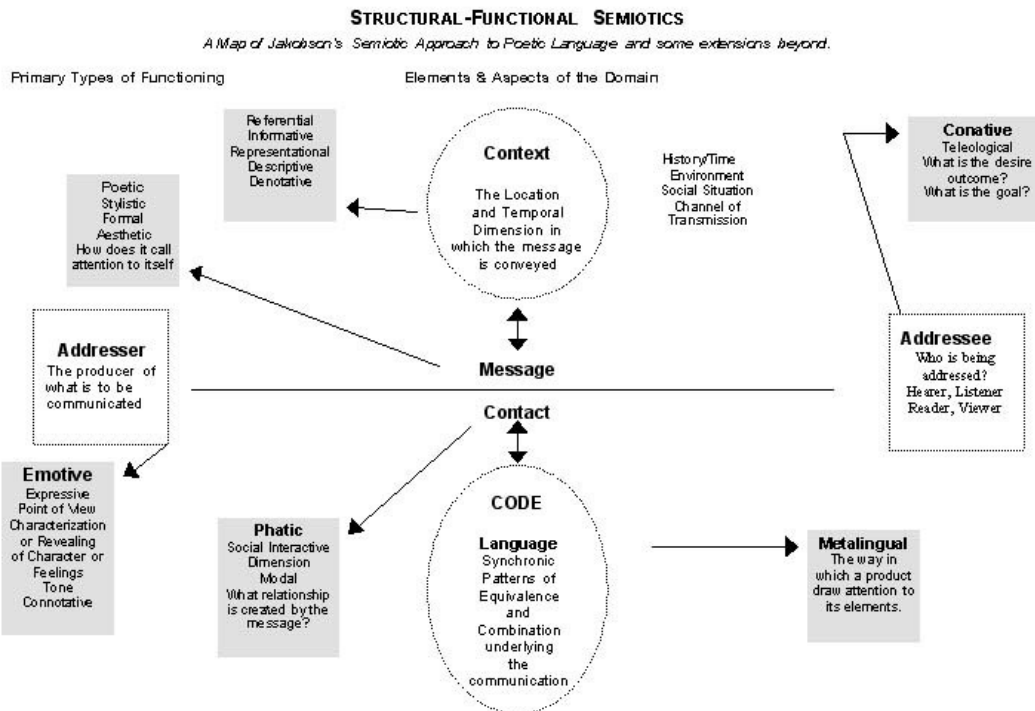 STRUCTURAL-FUNCTIONAL SEMIOTICS
A Map of Jakobson's Semiotic Approach to Poetic Language and some extensions beyond.
Primary Types of Functioning
Elements & Aspects of the Domain
Referential
Informative
Representational
Descriptive
Denotative
Context
The Location
and Temporal
Dimension in
which the message
is conveyed
History/Time
Environment
Social Situation
Channel of
Transmission
Conative
Teleological
What is the desire
outcome?
What is the goal?
Poetic
Stylistic
Formal
Aesthetic
How does it call
attention to itself
Addresser
The producer of
what is to be
communicated
Message
Contact
Addressee
Who is being
addressed?
Hearer, Listener
Reader, Viewer
Emotive
Expressive
Point of View
Characterization
or Revealing
of Character or
Feelings
Tone
Connotative
Phatic
Social Interactive
Dimension
Modal
What relationship
is created by the
message?
CODE
Language
Synchronic
Patterns of
Equivalence
and
Combination
underlying
the
communication
Metalingual
The way in
which a product
draw attention to
its elements.